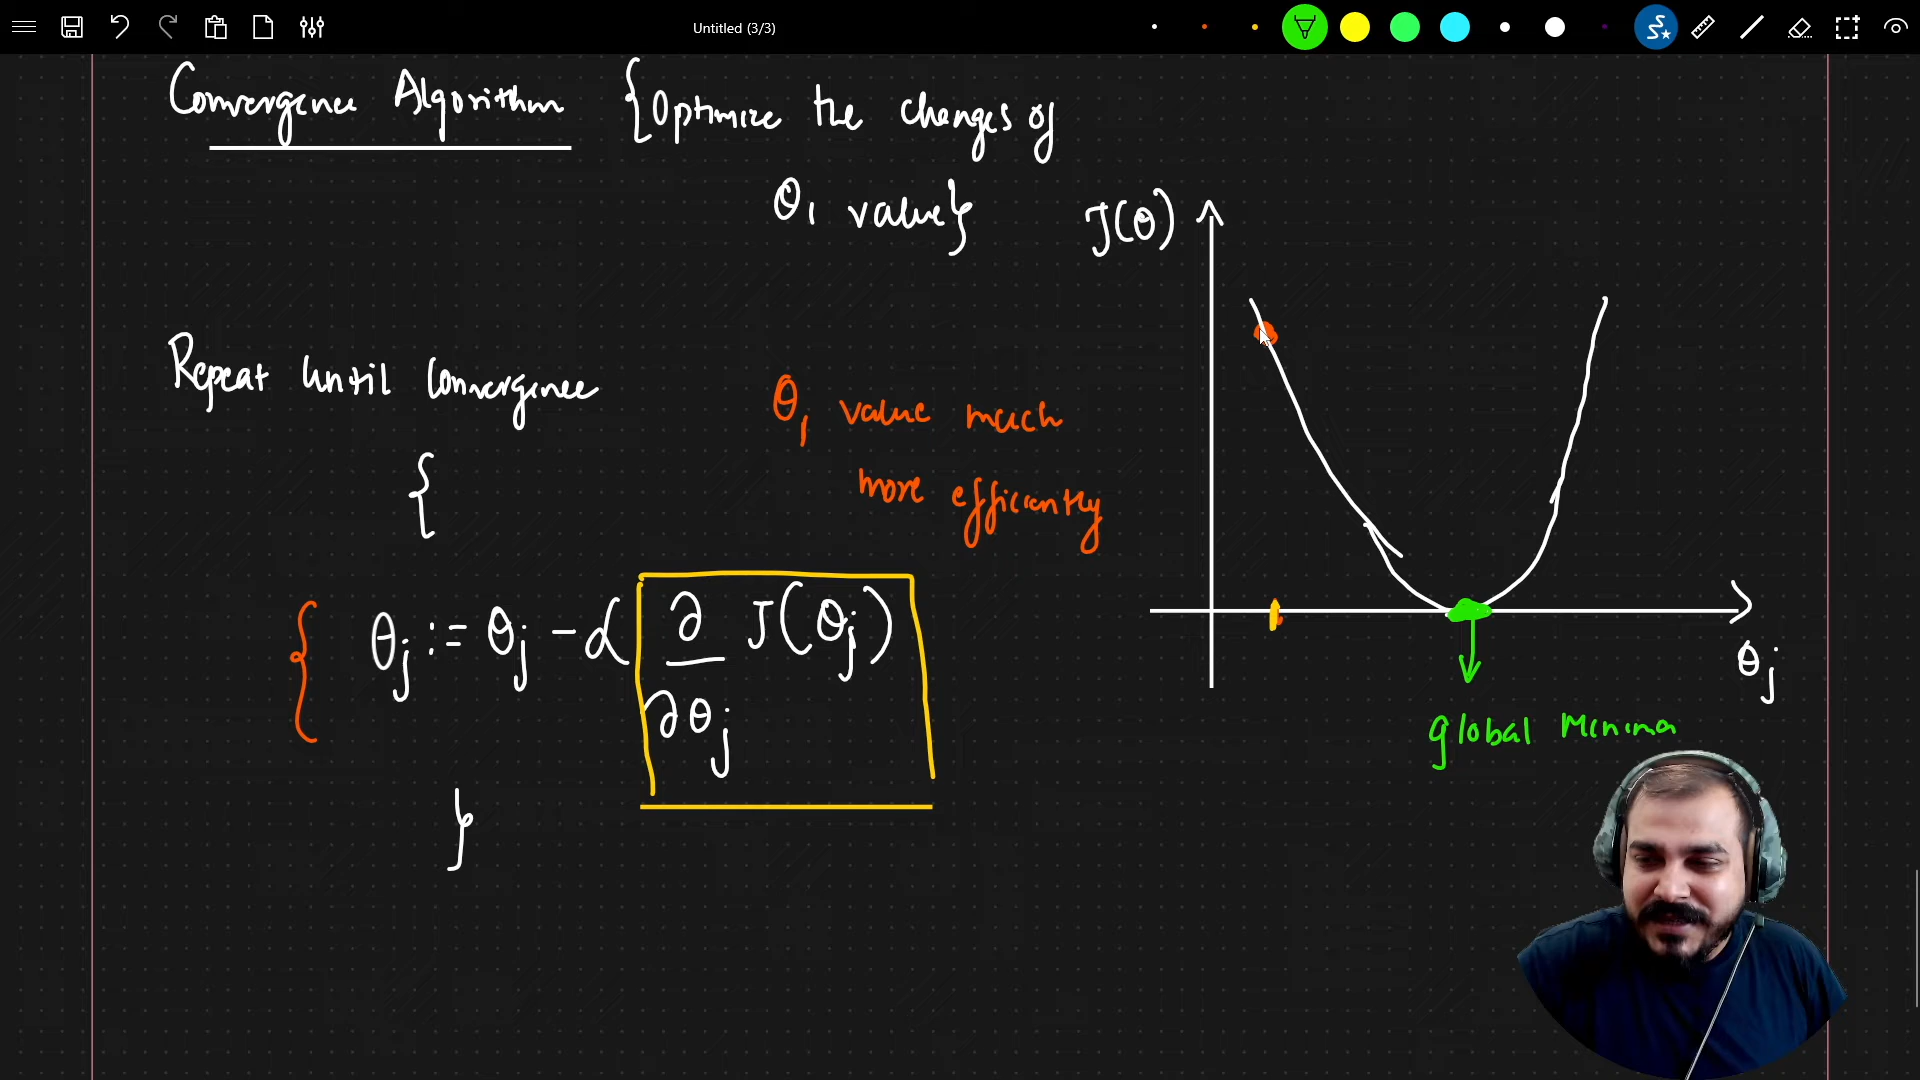 Untitled (3/3)
Convergence Algorithm {Optimize the changes of
θ1 value}
J(θ)
Repeat until Convergence
{
θ1 value much
more efficiently
θj := θj - α ∂/∂θj J(θj)
}
θj
global Minima